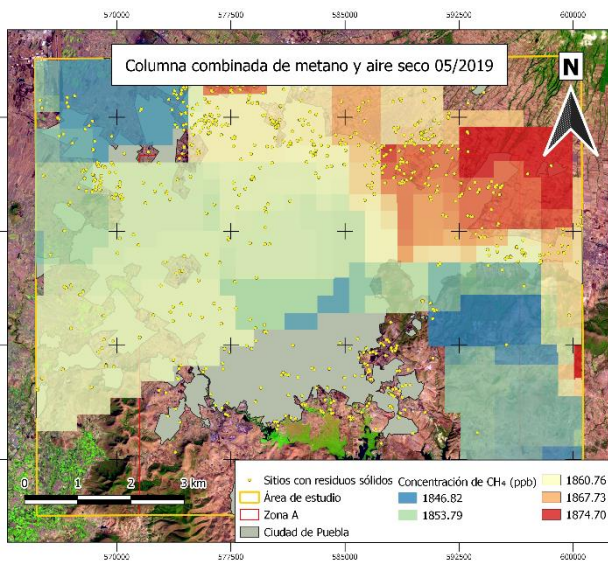 570000 577500 585000 592500 600000
Columna combinada de metano y aire seco 05/2019
N
Sitios con residuos sólidos
Área de estudio
Zona A
Ciudad de Puebla
Concentración de CH₄ (ppb)
1846.82
1853.79
1860.76
1867.73
1874.70
0 1 2 3 km
570000 577500 585000 592500 600000